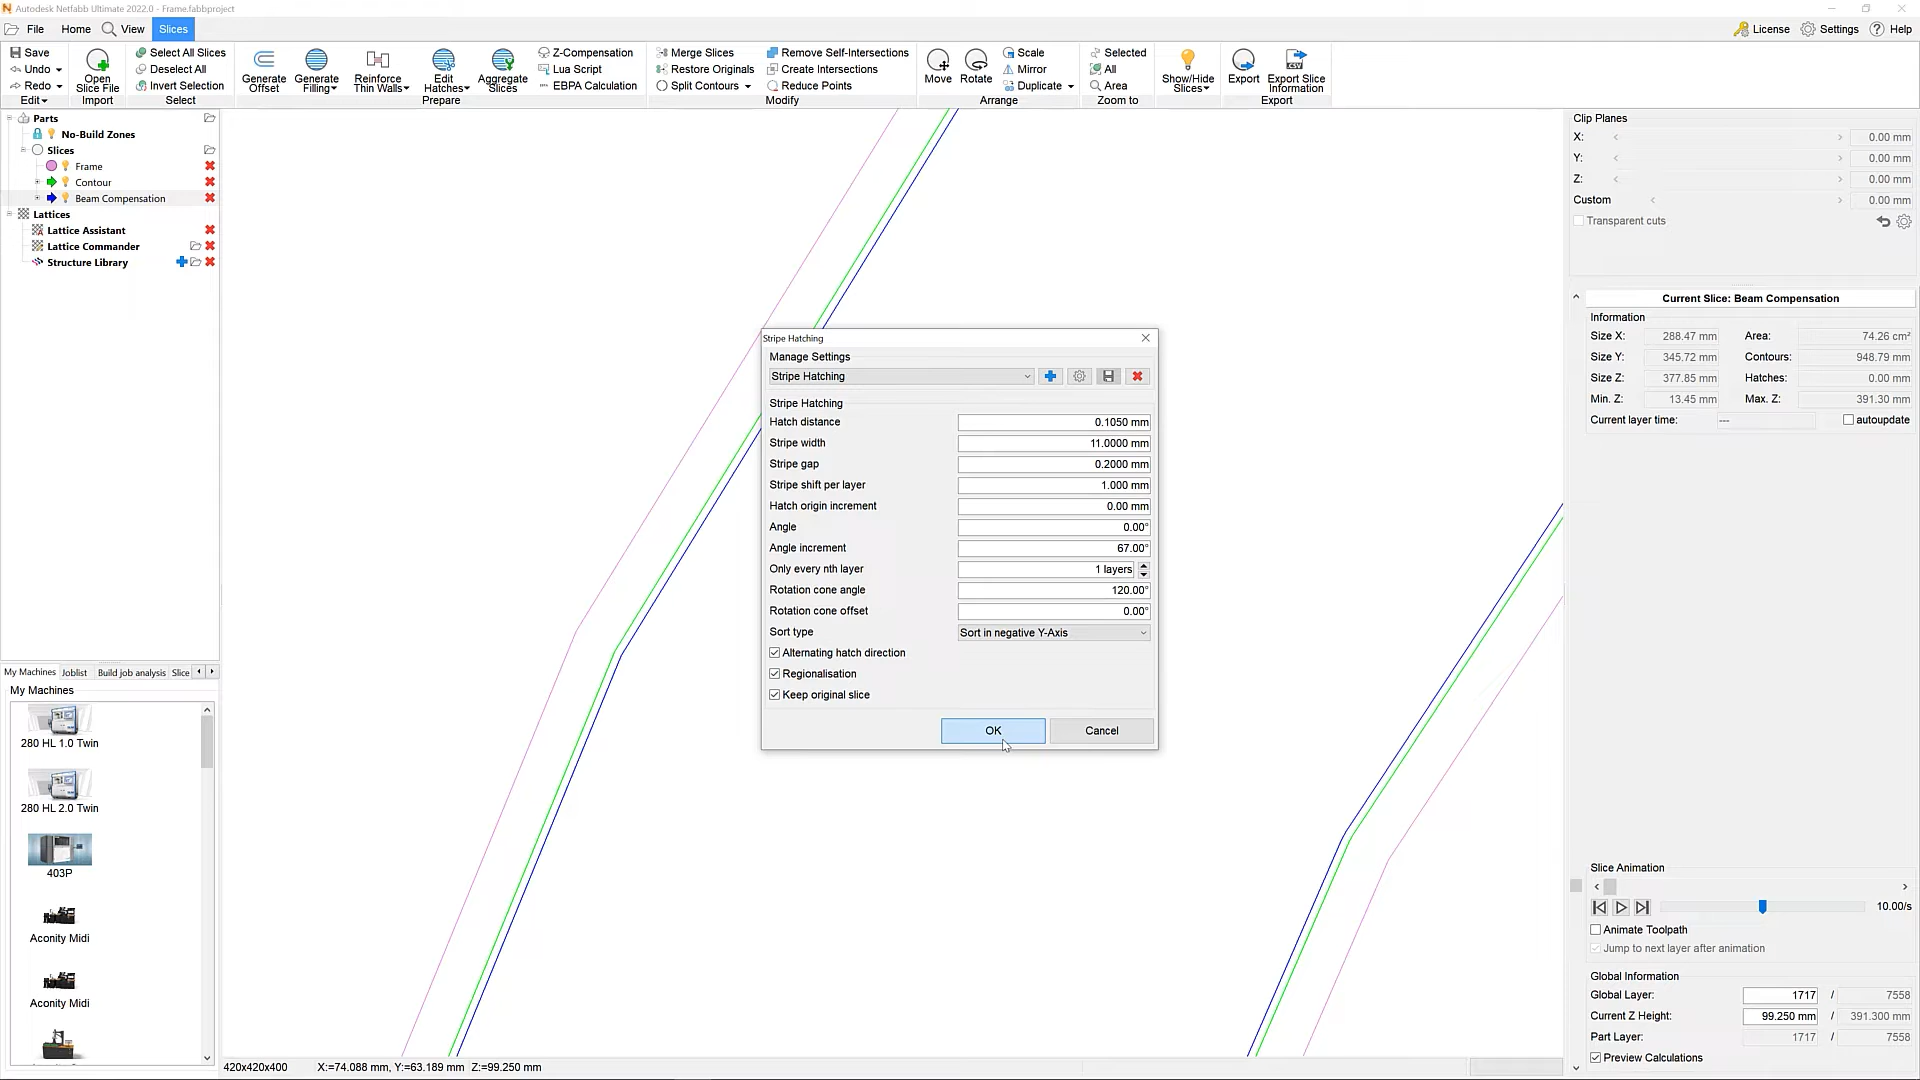 Autodesk Netfabb Ultimate 2022.0 - Frame.fabbproject
File Home View Slices License Settings Help
Save Undo Redo Edit
Open Slice File Import
Select All Slices Deselect All Invert Selection Select
Generate Offset Generate Filling Reinforce Thin Walls Edit Hatches Aggregate Slices Z-Compensation Lua Script EBPA Calculation Prepare
Merge Slices Restore Originals Split Contours Remove Self-Intersections Create Intersections Reduce Points Modify
Move Rotate Scale Mirror Duplicate Arrange
Selected All Area Zoom to
Show/Hide Slices
Export Export Slice Information Export
CSV
Parts
No-Build Zones
Slices
Frame
Contour
Beam Compensation
Lattices
Lattice Assistant
Lattice Commander
Structure Library
My Machines Joblist Build job analysis Slice
My Machines
280 HL 1.0 Twin
280 HL 2.0 Twin
403P
Aconity Midi
Aconity Midi
Stripe Hatching
Manage Settings
Stripe Hatching
Stripe Hatching
Hatch distance 0.1050 mm
Stripe width 11.0000 mm
Stripe gap 0.2000 mm
Stripe shift per layer 1.000 mm
Hatch origin increment 0.00 mm
Angle 0.00°
Angle increment 67.00°
Only every nth layer 1 layers
Rotation cone angle 120.00°
Rotation cone offset 0.00°
Sort type Sort in negative Y-Axis
Alternating hatch direction
Regionalisation
Keep original slice
OK Cancel
Clip Planes
X: 0.00 mm
Y: 0.00 mm
Z: 0.00 mm
Custom 0.00 mm
Transparent cuts
Current Slice: Beam Compensation
Information
Size X: 288.47 mm Area: 74.26 cm²
Size Y: 345.72 mm Contours: 948.79 mm
Size Z: 377.85 mm Hatches: 0.00 mm
Min. Z: 13.45 mm Max. Z: 391.30 mm
Current layer time: --- autoupdate
Slice Animation
10.00/s
Animate Toolpath
Jump to next layer after animation
Global Information
Global Layer: 1717 / 7558
Current Z Height: 99.250 mm / 391.300 mm
Part Layer: 1717 / 7558
Preview Calculations
420x420x400 X:=74.088 mm, Y:=63.189 mm Z:=99.250 mm